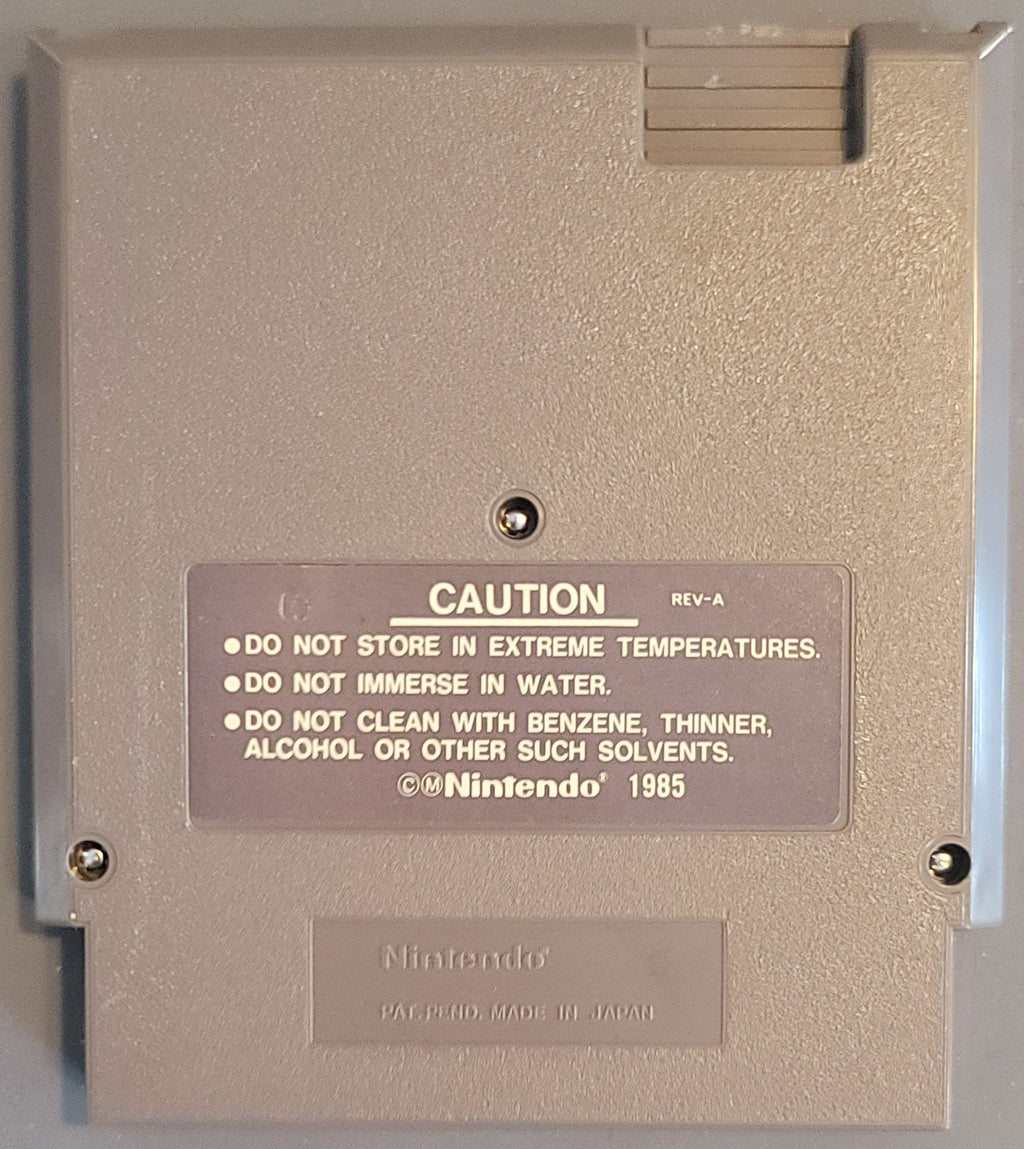 CAUTION REV-A
●DO NOT STORE IN EXTREME TEMPERATURES.
●DO NOT IMMERSE IN WATER.
●DO NOT CLEAN WITH BENZENE, THINNER,
ALCOHOL OR OTHER SUCH SOLVENTS.
©ⓂNintendo® 1985
Nintendo®
PAT. PEND. MADE IN JAPAN